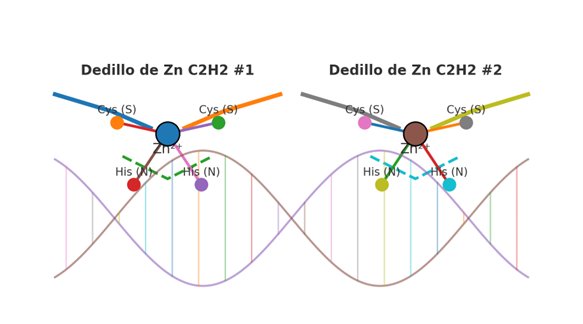 Dedillo de Zn C2H2 #1
Dedillo de Zn C2H2 #2
Cys (S)
Cys (S)
Cys (S)
Cys (S)
Zn²⁺
Zn²⁺
His (N)
His (N)
His (N)
His (N)